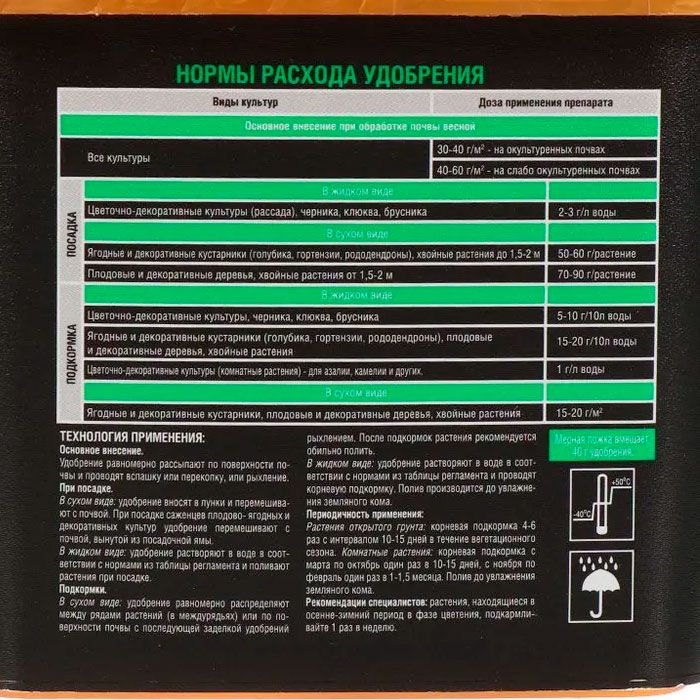 НОРМЫ РАСХОДА УДОБРЕНИЯ
Виды культур
Доза применения препарата
Основное внесение при обработке почвы весной
Все культуры
30-40 г/м² - на окультуренных почвах
40-60 г/м² - на слабо окультуренных почвах
ПОСАДКА
В жидком виде
Цветочно-декоративные культуры (рассада), черника, клюква, брусника
2-3 г/л воды
В сухом виде
Ягодные и декоративные кустарники (голубика, гортензии, рододендроны), хвойные растения до 1,5-2 м
50-60 г/растение
Плодовые и декоративные деревья, хвойные растения от 1,5-2 м
70-90 г/растение
ПОДКОРМКА
В жидком виде
Цветочно-декоративные культуры, черника, клюква, брусника
5-10 г/10л воды
Ягодные и декоративные кустарники (голубика, гортензии, рододендроны), плодовые
и декоративные деревья, хвойные растения
15-20 г/10л воды
Цветочно-декоративные культуры (комнатные растения) - для азалии, камелии и других.
1 г/л воды
В сухом виде
Ягодные и декоративные кустарники, плодовые и декоративные деревья, хвойные растения
15-20 г/м²
ТЕХНОЛОГИЯ ПРИМЕНЕНИЯ:
Основное внесение.
Удобрение равномерно рассыпают по поверхности по-
чвы и проводят вспашку или перекопку, или рыхление.
При посадке.
В сухом виде: удобрение вносят в лунки и перемешива-
ют с почвой. При посадке саженцев плодово- ягодных и
декоративных культур удобрение перемешивают с
почвой, вынутой из посадочной ямы.
В жидком виде: удобрение растворяют в воде в соот-
ветствии с нормами из таблицы регламента и поливают
растения при посадке.
Подкормки.
В сухом виде: удобрение равномерно распределяют
между рядами растений (в междурядьях) или по по-
верхности почвы с последующей заделкой удобрений
рыхлением. После подкормок растения рекомендуется
обильно полить.
В жидком виде: удобрение растворяют в воде в соот-
ветствии с нормами из таблицы регламента и проводят
корневую подкормку. Полив производится до увлажне-
ния земляного кома.
Периодичность применения:
Растения открытого грунта: корневая подкормка 4-6
раз с интервалом 10-15 дней в течение вегетационного
сезона. Комнатные растения: корневая подкормка с
марта по октябрь один раз в 10-15 дней, с ноября по
февраль один раз в 1-1,5 месяца. Полив до увлажнения
земляного кома.
Рекомендации специалистов: растения, находящиеся в
осенне-зимний период в фазе цветения, подкармли-
вайте 1 раз в неделю.
Мерная ложка вмещает
40 г удобрения.
+50°C
-40°C